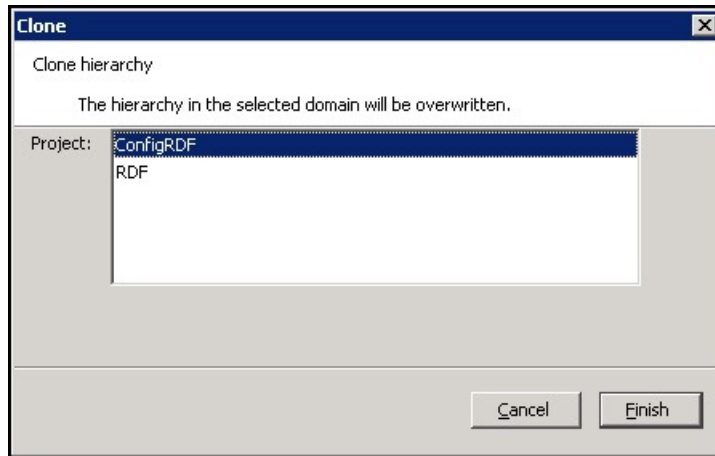 Clone
Clone hierarchy
The hierarchy in the selected domain will be overwritten.
Project: ConfigRDF
RDF
Cancel Finish